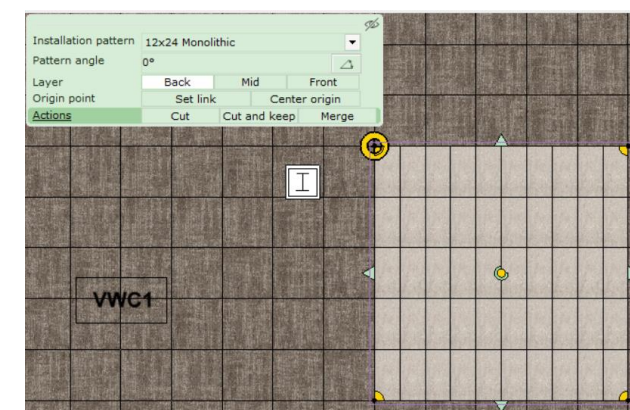 Installation pattern 12x24 Monolithic
Pattern angle 0°
Layer Back Mid Front
Origin point Set link Center origin
Actions Cut Cut and keep Merge
VWC1